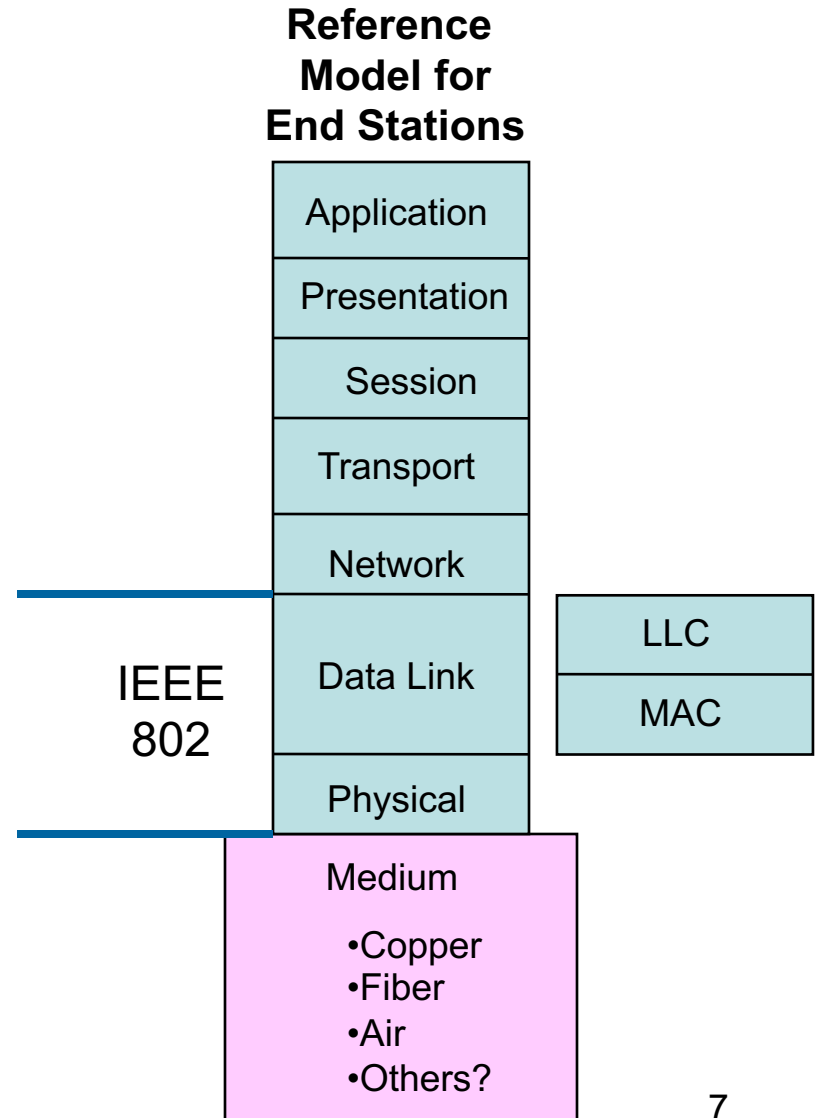 Reference
Model for
End Stations
Application
Presentation
Session
Transport
Network
IEEE
802
Data Link
LLC
MAC
Physical
Medium
•Copper
•Fiber
•Air
•Others?
7